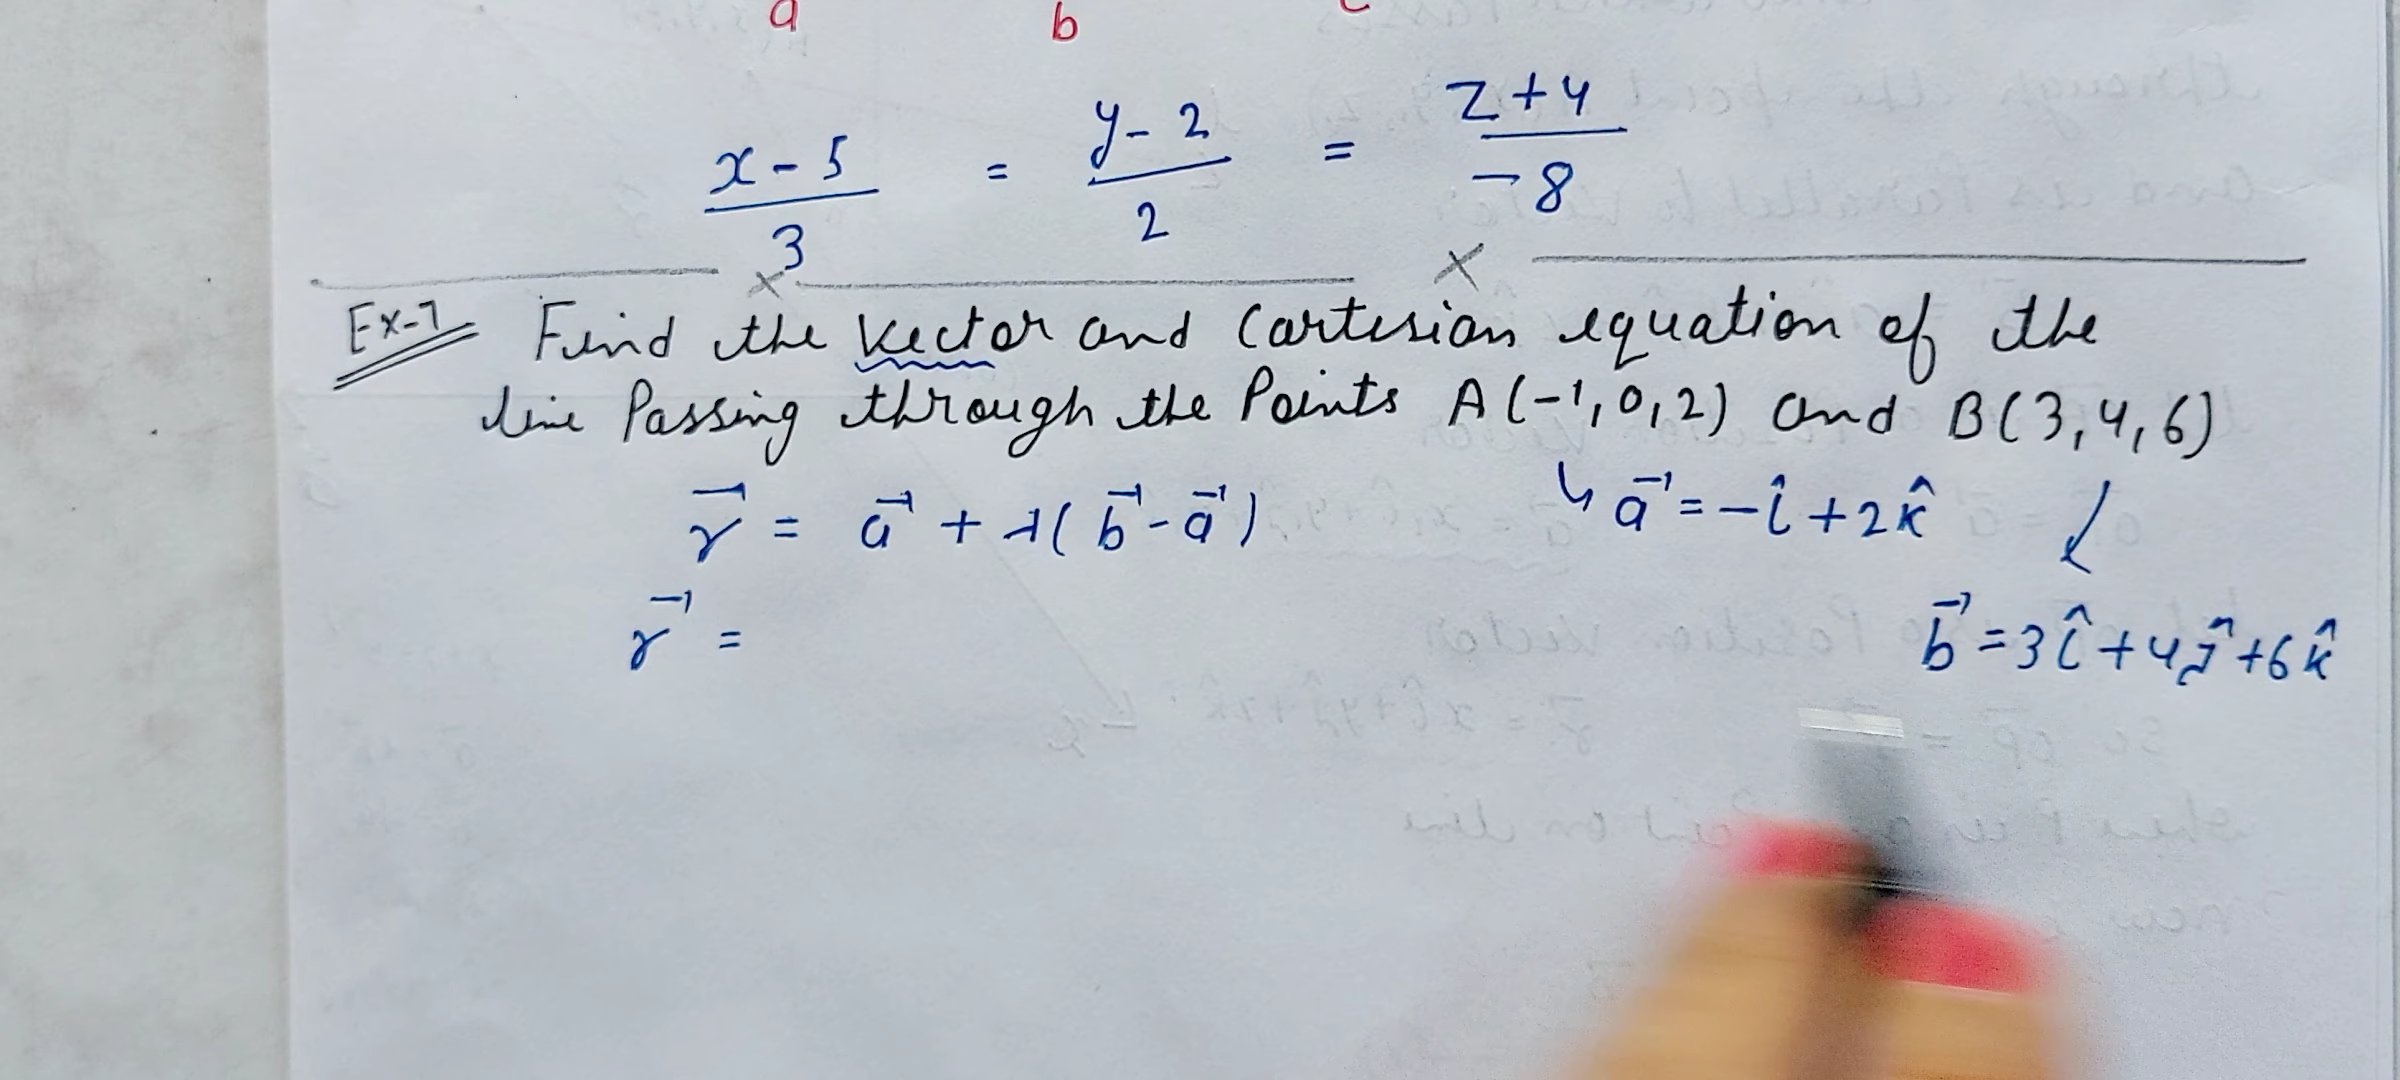 a b c
x-5/3 = y-2/2 = z+4/-8
Ex-7 Find the vector and cartesian equation of the
line Passing through the Points A(-1,0,2) and B(3,4,6)
r⃗ = a⃗ + λ(b⃗ - a⃗) ↳ a⃗ = -î + 2k̂
r⃗ = b⃗ = 3î + 4ĵ + 6k̂